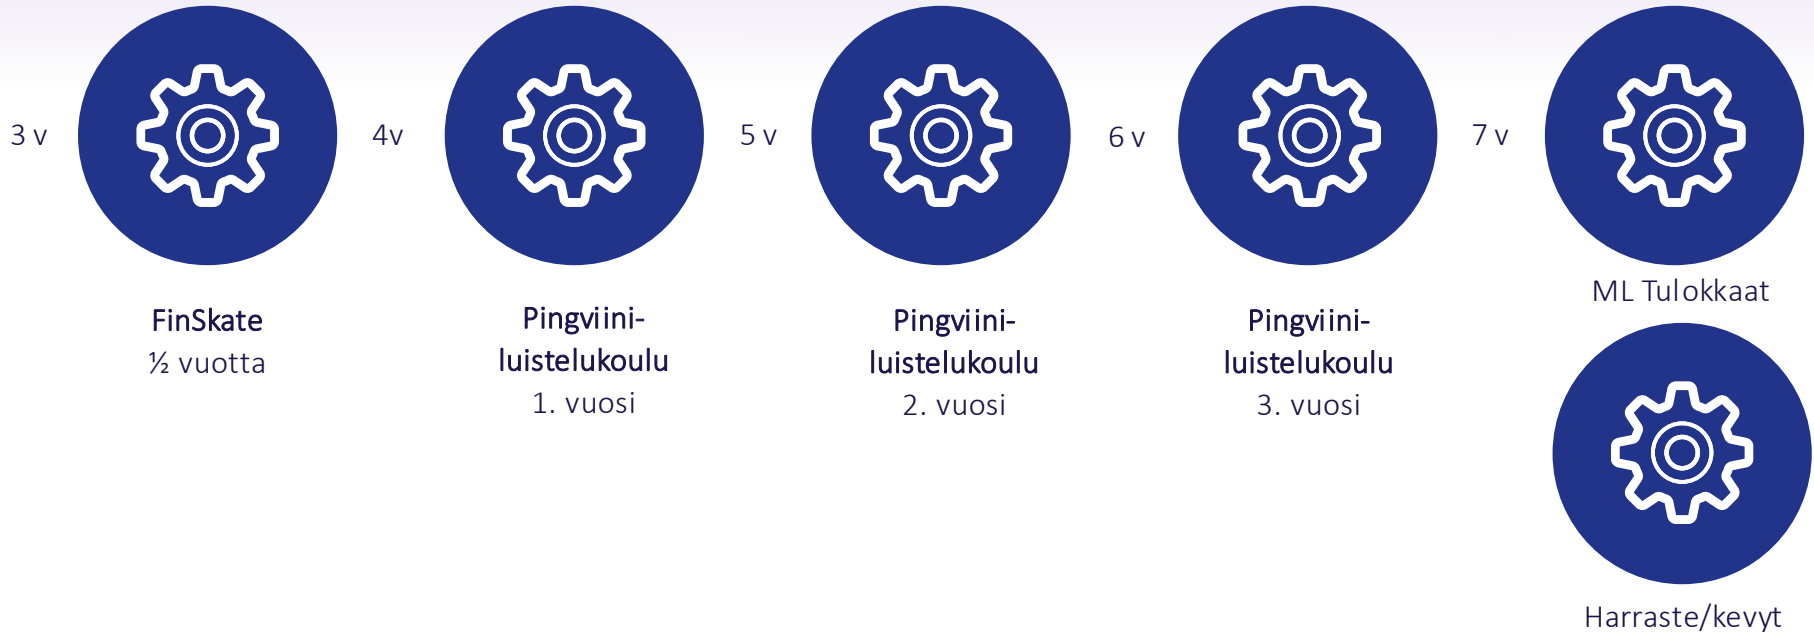 3 v
FinSkate
½ vuotta
4v
Pingviini-
luistelukoulu
1. vuosi
5 v
Pingviini-
luistelukoulu
2. vuosi
6 v
Pingviini-
luistelukoulu
3. vuosi
7 v
ML Tulokkaat
Harraste/kevyt